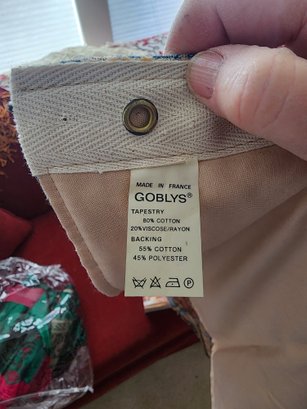 MADE IN FRANCE
GOBLYS®
TAPESTRY
80% COTTON
20% VISCOSE/RAYON
BACKING
55% COTTON
45% POLYESTER
P